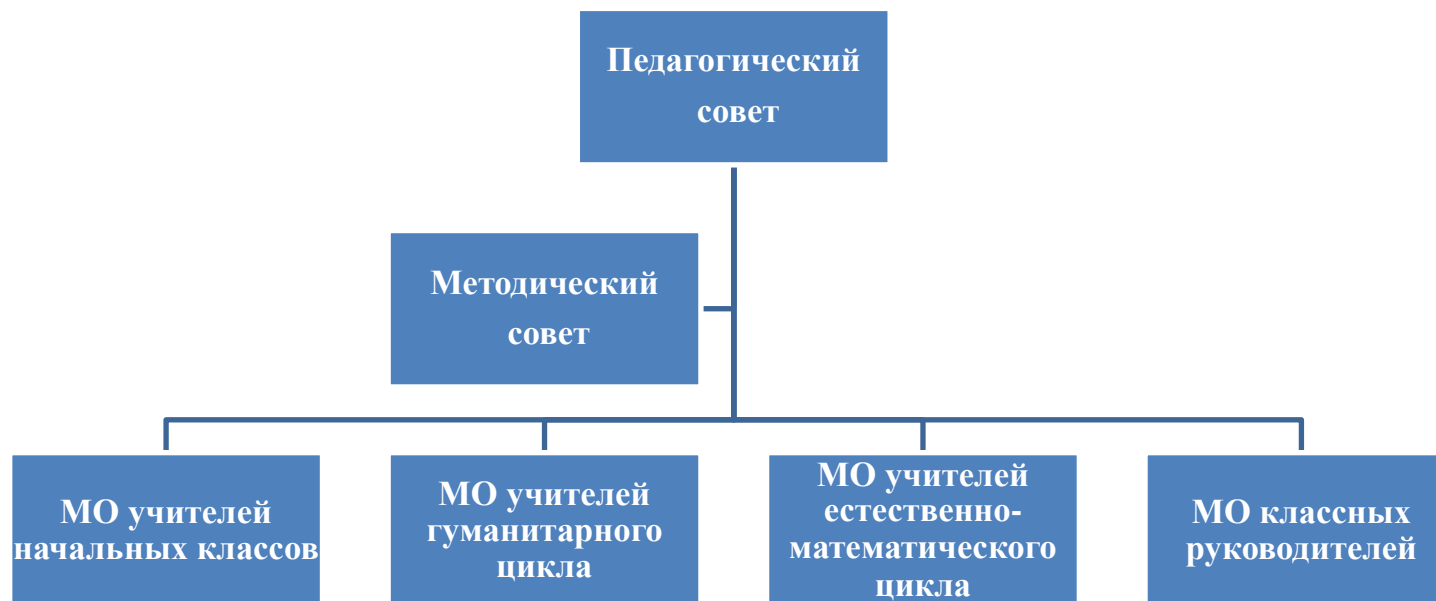 Педагогический
совет
Методический
совет
МО учителей
начальных классов
МО учителей
гуманитарного
цикла
МО учителей
естественно-
математического
цикла
МО классных
руководителей